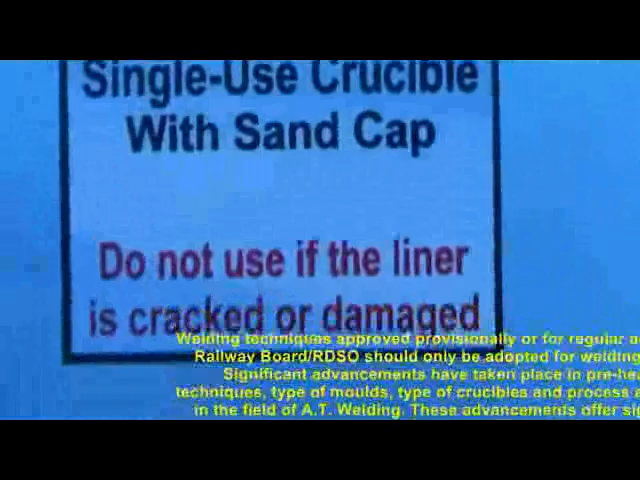 Single-Use Crucible
With Sand Cap
Do not use if the liner
is cracked or damaged
Welding techniques approved provisionally or for regular
Railway Board/RDSO should only be adopted for welding
Significant advancements have taken place in
techniques, type of moulds, type of crucibles and process
in the field of A.T. Welding. These advancements offer